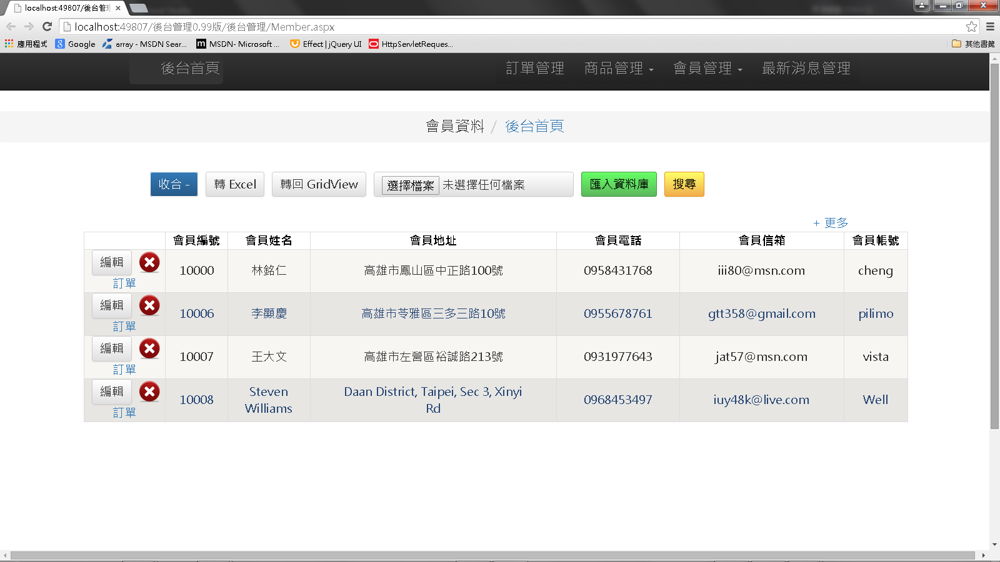 localhost:49807/後台管理
localhost:49807/後台管理0.99版/後台管理/Member.aspx
應用程式 Google array - MSDN Sear... MSDN- Microsoft ... Effect | jQuery UI HttpServletReques... 其他書籤
後台首頁 訂單管理 商品管理 會員管理 最新消息管理
會員資料 / 後台首頁
收合 - 轉 Excel 轉回 GridView 選擇檔案 未選擇任何檔案 匯入資料庫 搜尋
+ 更多
會員編號 會員姓名 會員地址 會員電話 會員信箱 會員帳號
編輯 10000 林銘仁 高雄市鳳山區中正路100號 0958431768 iii80@msn.com cheng
訂單
編輯 10006 李顯慶 高雄市苓雅區三多三路10號 0955678761 gtt358@gmail.com pilimo
訂單
編輯 10007 王大文 高雄市左營區裕誠路213號 0931977643 jat57@msn.com vista
訂單
編輯 10008 Steven Williams Daan District, Taipei, Sec 3, Xinyi Rd 0968453497 iuy48k@live.com Well
訂單